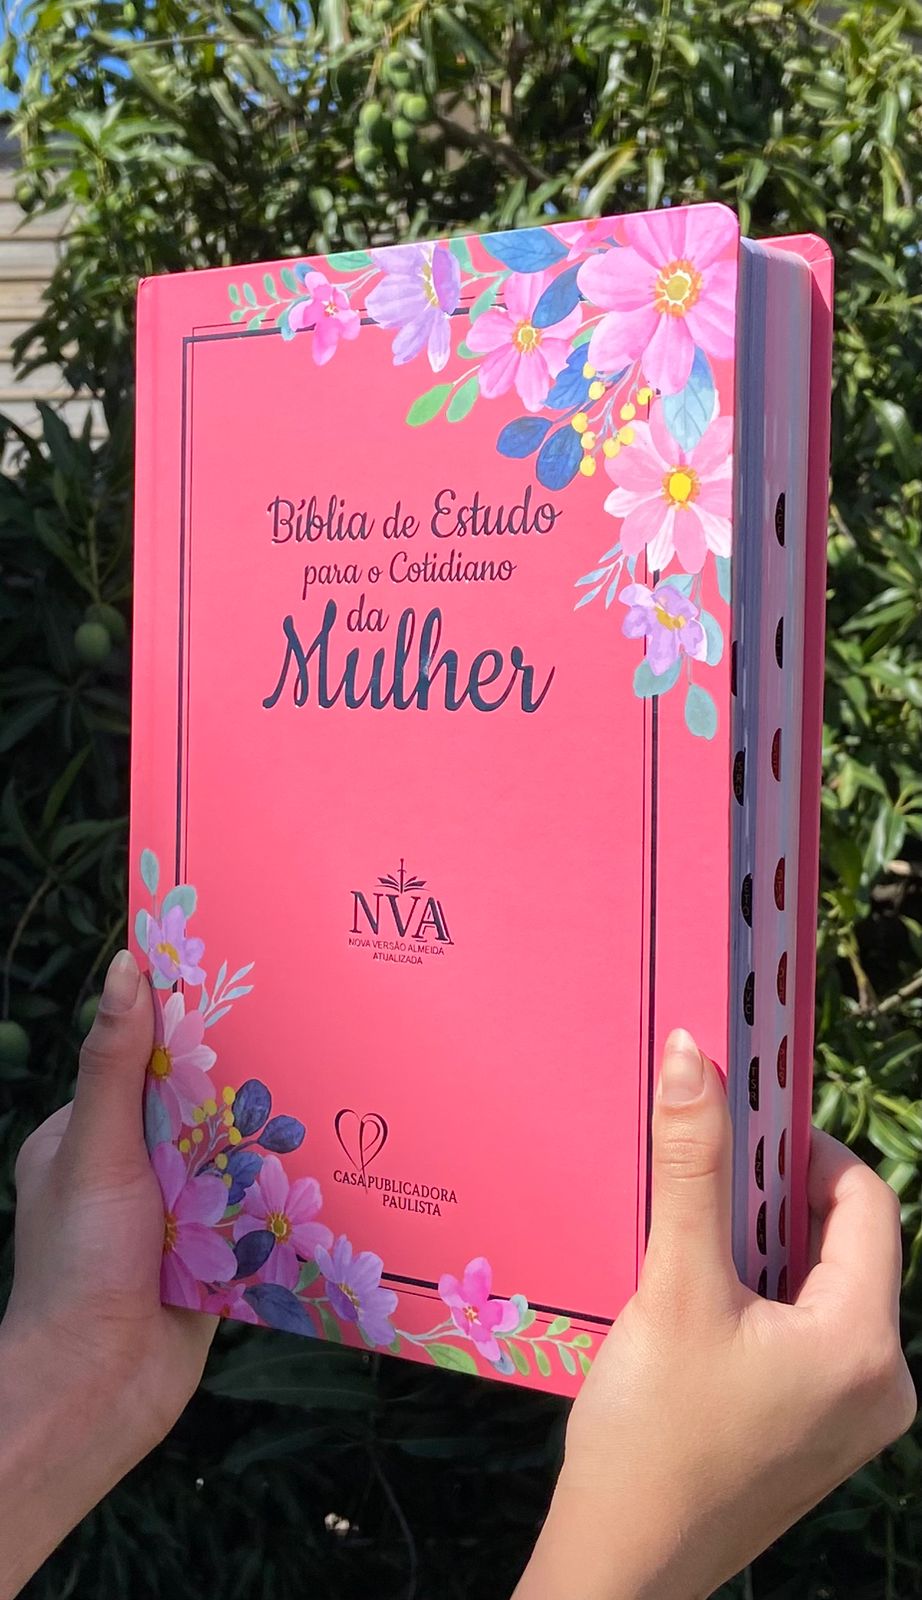 Bíblia de Estudo
para o Cotidiano
da
Mulher
NVA
NOVA VERSÃO ALMEIDA
ATUALIZADA
CASA PUBLICADORA
PAULISTA